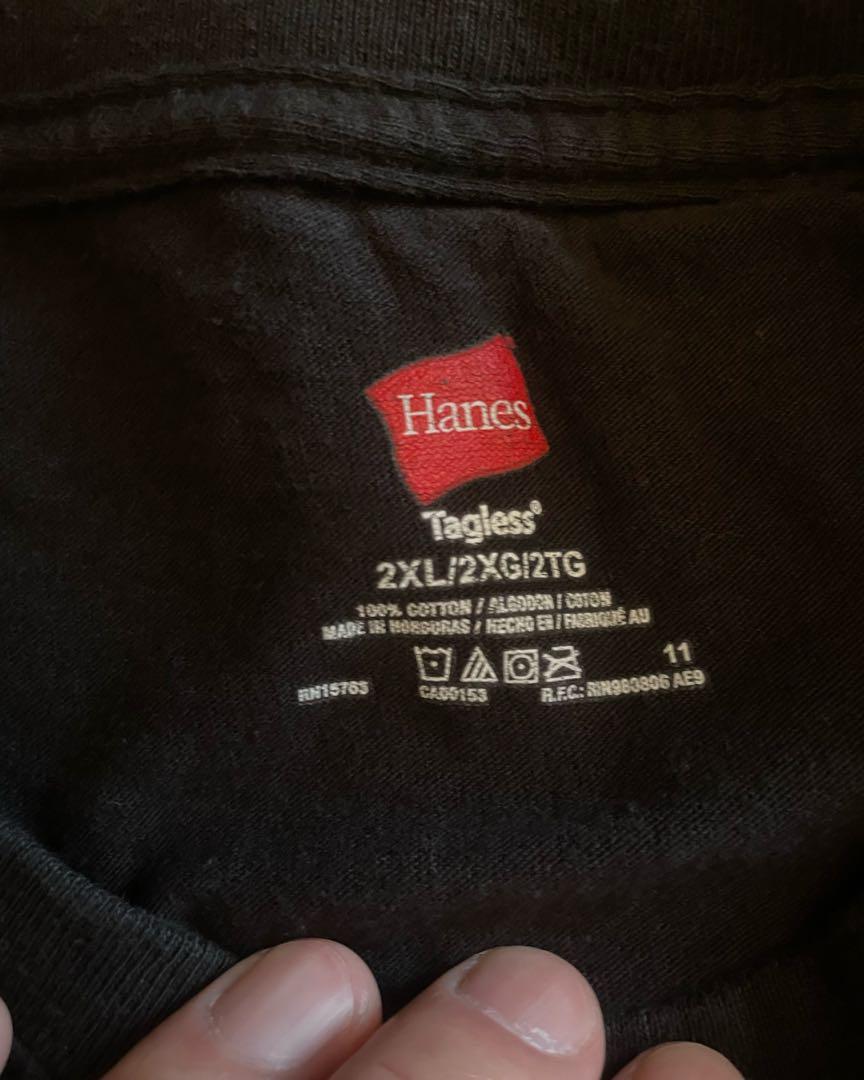 Hanes
Tagless®
2XL/2XG/2TG
100% COTTON / ALGODON / COTON
MADE IN HONDURAS / HECHO EN / FABRIQUÉ AU
11
RN15763 CA00153 R.F.C.: RIN980806 AE9